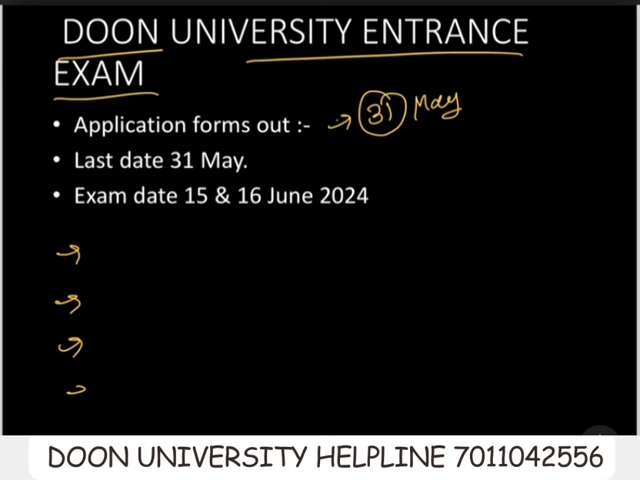 DOON UNIVERSITY ENTRANCE
EXAM
• Application forms out :- → 31 May
• Last date 31 May.
• Exam date 15 & 16 June 2024
DOON UNIVERSITY HELPLINE 7011042556